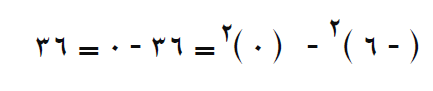 (-٦)^٢ - (٠)^٢ = ٣٦ - ٠ = ٣٦